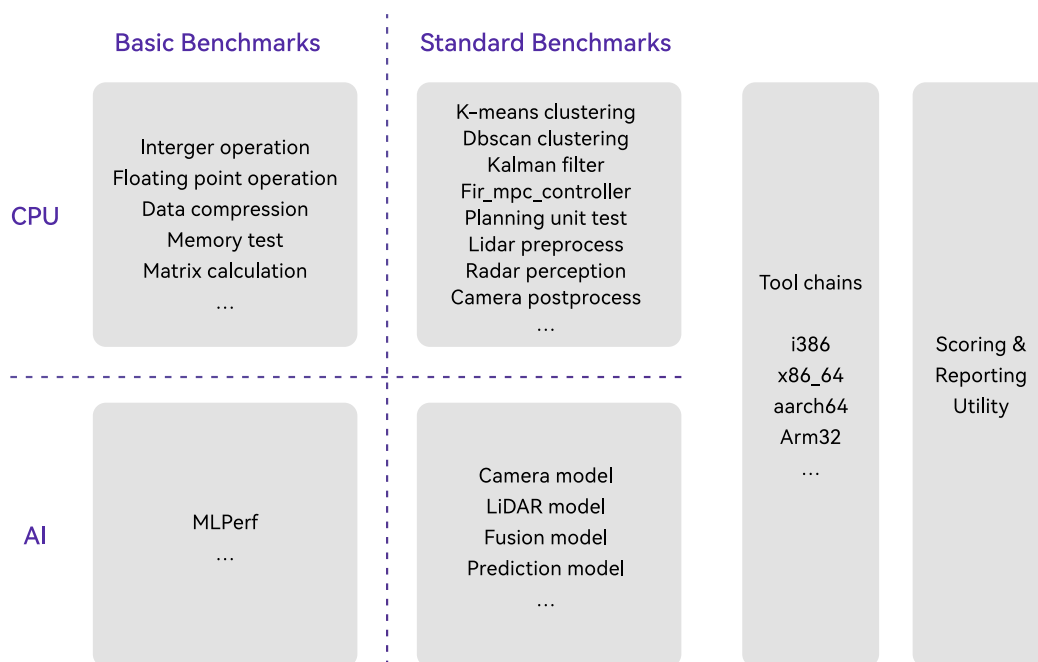 Basic Benchmarks
Standard Benchmarks
CPU
Interger operation
Floating point operation
Data compression
Memory test
Matrix calculation
...
K-means clustering
Dbscan clustering
Kalman filter
Fir_mpc_controller
Planning unit test
Lidar preprocess
Radar perception
Camera postprocess
...
AI
MLPerf
...
Camera model
LiDAR model
Fusion model
Prediction model
...
Tool chains
i386
x86_64
aarch64
Arm32
...
Scoring &
Reporting
Utility